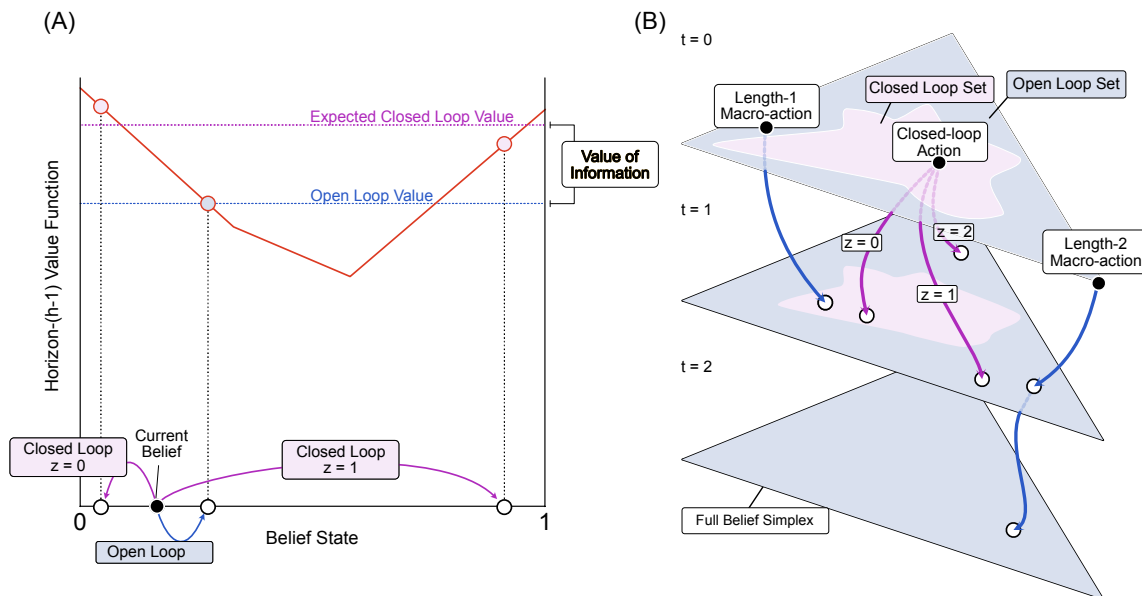 (A)
Horizon-(h-1) Value Function
Expected Closed Loop Value
Open Loop Value
Value of
Information
Closed Loop
z = 0
Current
Belief
Closed Loop
z = 1
0
1
Open Loop
Belief State
(B)
t = 0
Length-1
Macro-action
Closed Loop Set
Open Loop Set
Closed-loop
Action
t = 1
z = 0
z = 2
z = 1
Length-2
Macro-action
t = 2
Full Belief Simplex